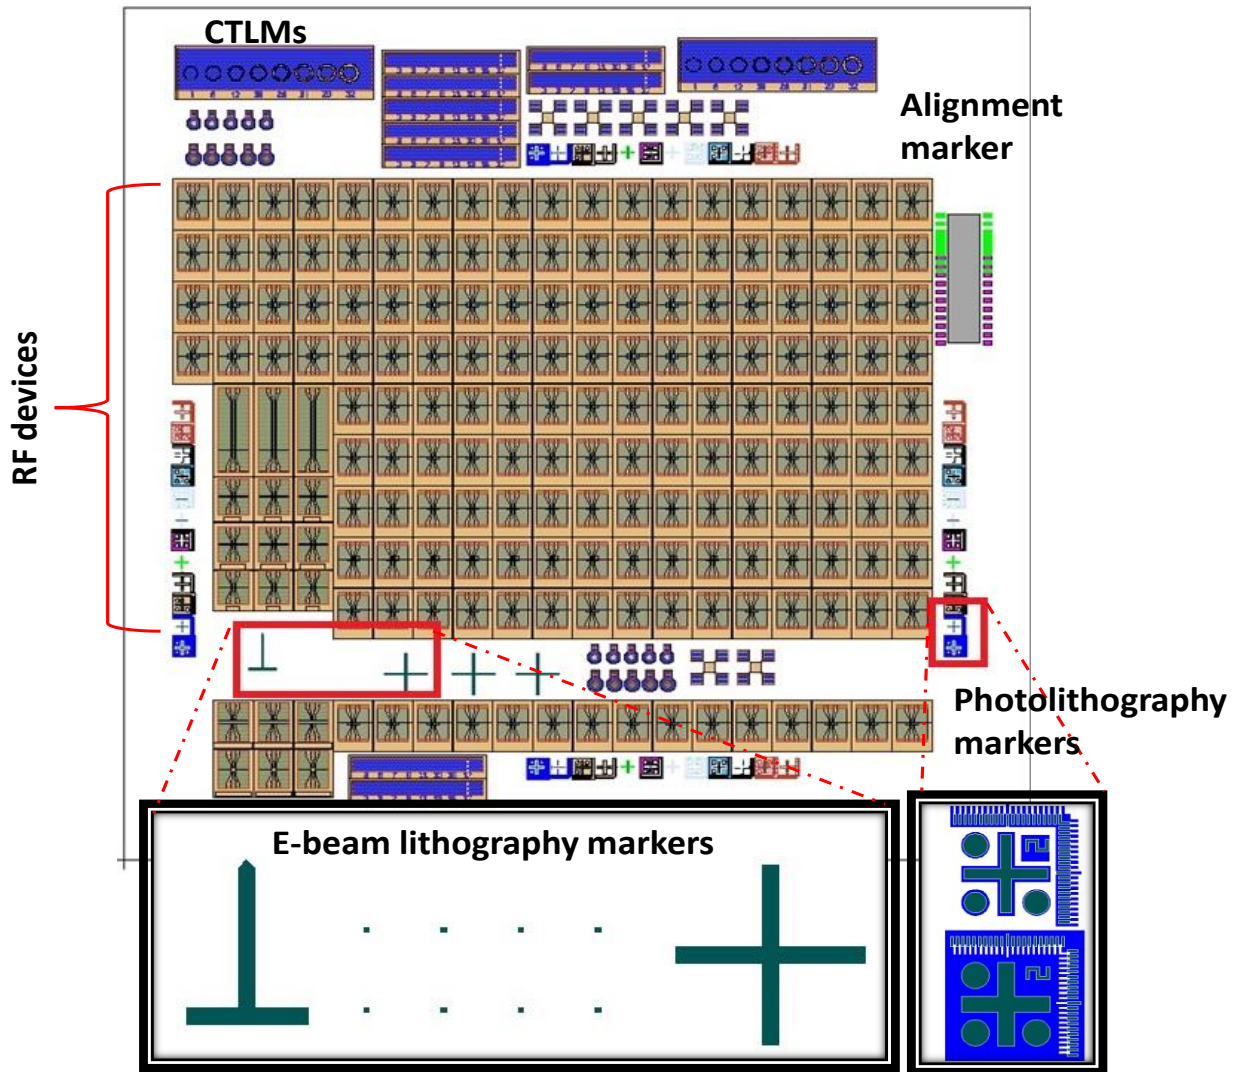 CTLMs
Alignment
marker
RF devices
Photolithography
markers
E-beam lithography markers